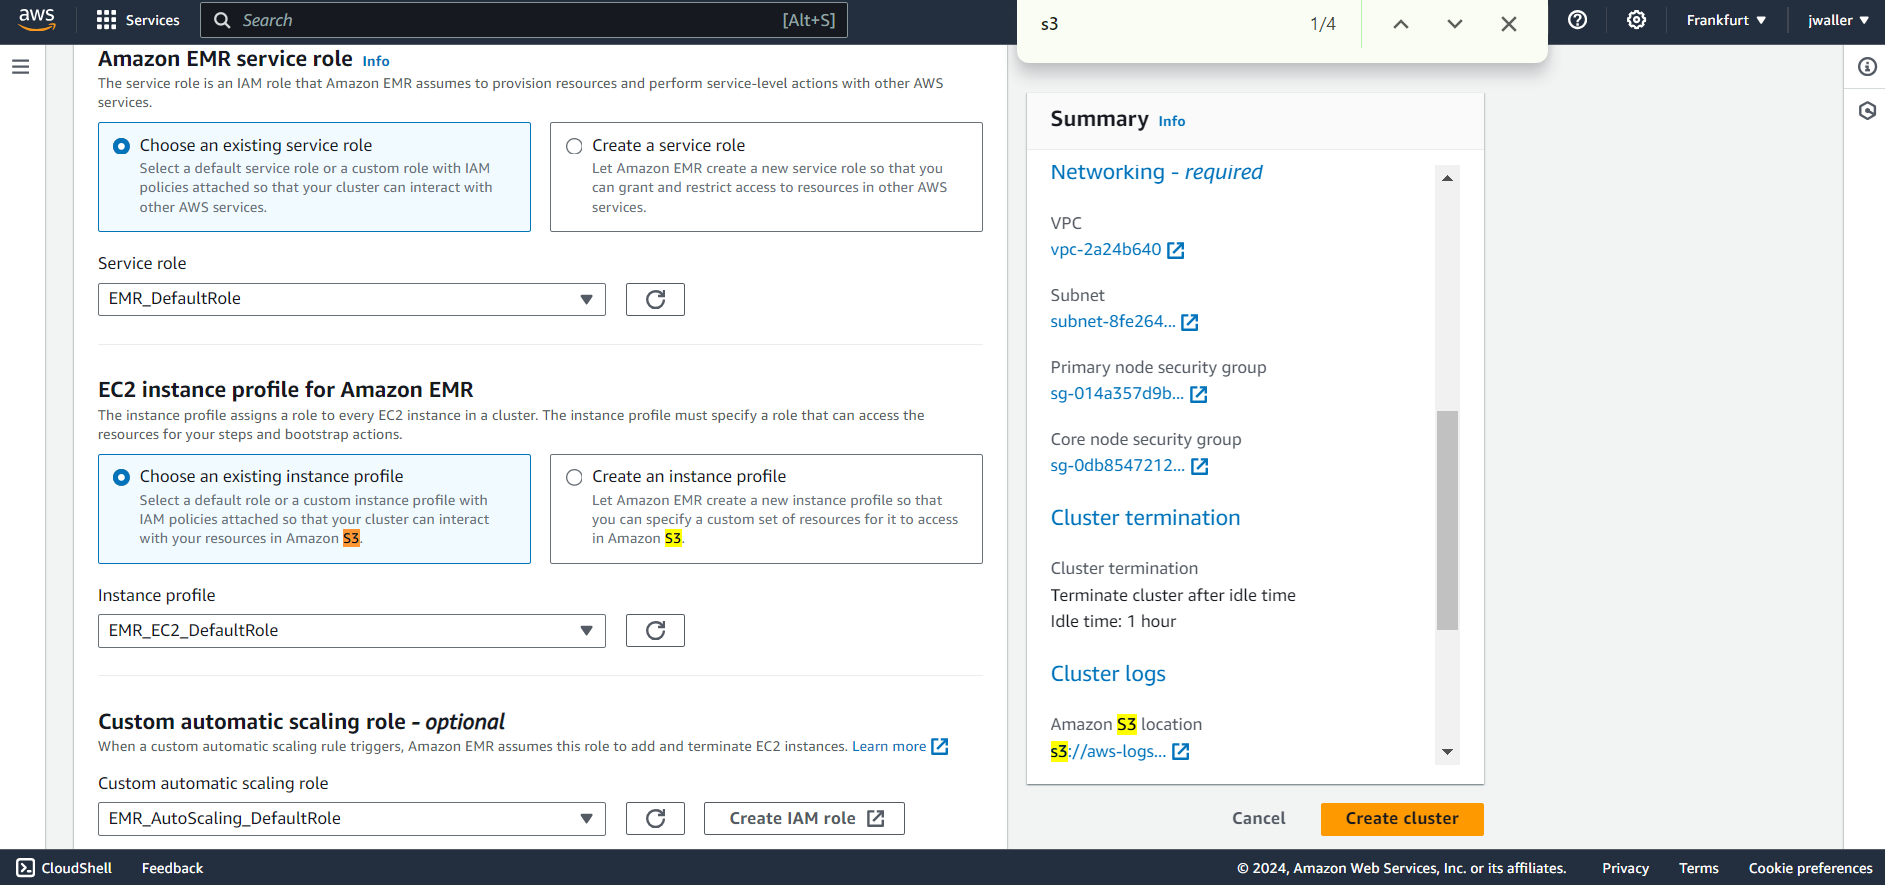 aws
Services
Search
[Alt+S]
s3
1/4
Frankfurt ▼
jwaller ▼
Amazon EMR service role Info
The service role is an IAM role that Amazon EMR assumes to provision resources and perform service-level actions with other AWS
services.
Choose an existing service role
Select a default service role or a custom role with IAM
policies attached so that your cluster can interact with
other AWS services.
Create a service role
Let Amazon EMR create a new service role so that you
can grant and restrict access to resources in other AWS
services.
Service role
EMR_DefaultRole
EC2 instance profile for Amazon EMR
The instance profile assigns a role to every EC2 instance in a cluster. The instance profile must specify a role that can access the
resources for your steps and bootstrap actions.
Choose an existing instance profile
Select a default role or a custom instance profile with
IAM policies attached so that your cluster can interact
with your resources in Amazon S3.
Create an instance profile
Let Amazon EMR create a new instance profile so that
you can specify a custom set of resources for it to access
in Amazon S3.
Instance profile
EMR_EC2_DefaultRole
Custom automatic scaling role - optional
When a custom automatic scaling rule triggers, Amazon EMR assumes this role to add and terminate EC2 instances. Learn more
Custom automatic scaling role
EMR_AutoScaling_DefaultRole
Create IAM role
Summary Info
Networking - required
VPC
vpc-2a24b640
Subnet
subnet-8fe264...
Primary node security group
sg-014a357d9b...
Core node security group
sg-0db8547212...
Cluster termination
Cluster termination
Terminate cluster after idle time
Idle time: 1 hour
Cluster logs
Amazon S3 location
s3://aws-logs...
Cancel
Create cluster
CloudShell
Feedback
© 2024, Amazon Web Services, Inc. or its affiliates.
Privacy
Terms
Cookie preferences